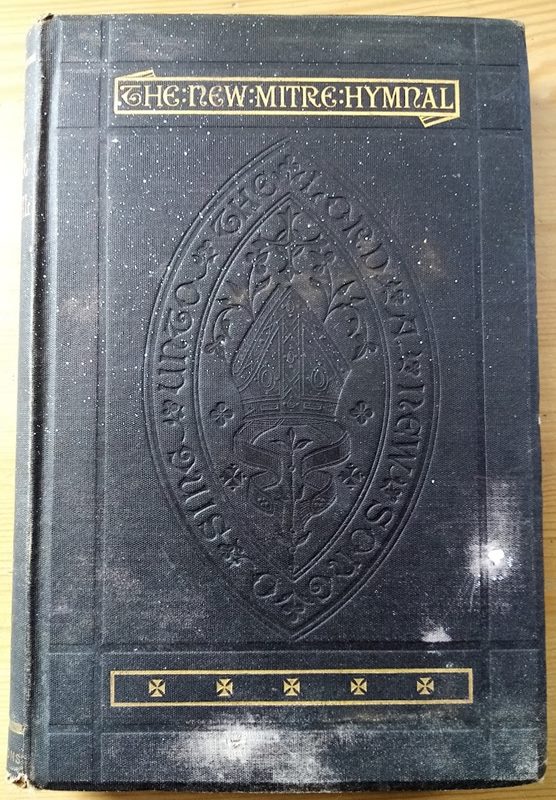 THE:NEW:MITRE:HYMNAL
O SING UNTO THE LORD A NEW SONG